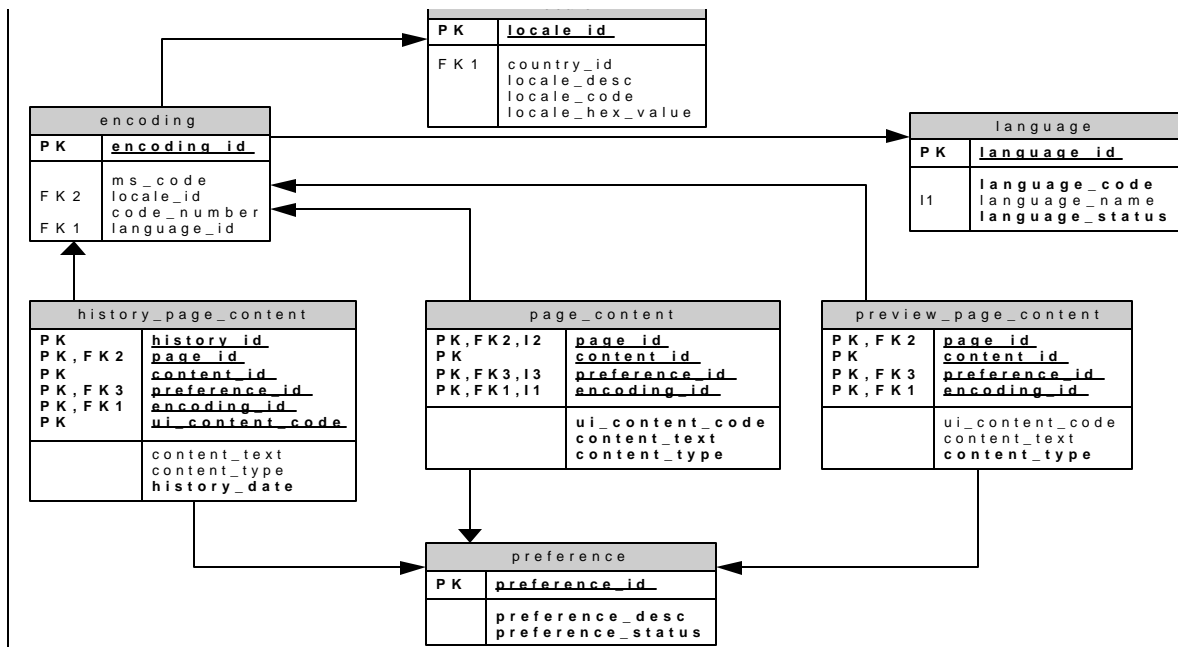 PK locale_id
FK1 country_id
locale_desc
locale_code
locale_hex_value
encoding
PK encoding_id
ms_code
FK2 locale_id
code_number
FK1 language_id
language
PK language_id
language_code
I1 language_name
language_status
history_page_content
PK history_id
PK,FK2 page_id
PK content_id
PK,FK3 preference_id
PK,FK1 encoding_id
PK ui_content_code
content_text
content_type
history_date
page_content
PK,FK2,I2 page_id
PK content_id
PK,FK3,I3 preference_id
PK,FK1,I1 encoding_id
ui_content_code
content_text
content_type
preview_page_content
PK,FK2 page_id
PK content_id
PK,FK3 preference_id
PK,FK1 encoding_id
ui_content_code
content_text
content_type
preference
PK preference_id
preference_desc
preference_status